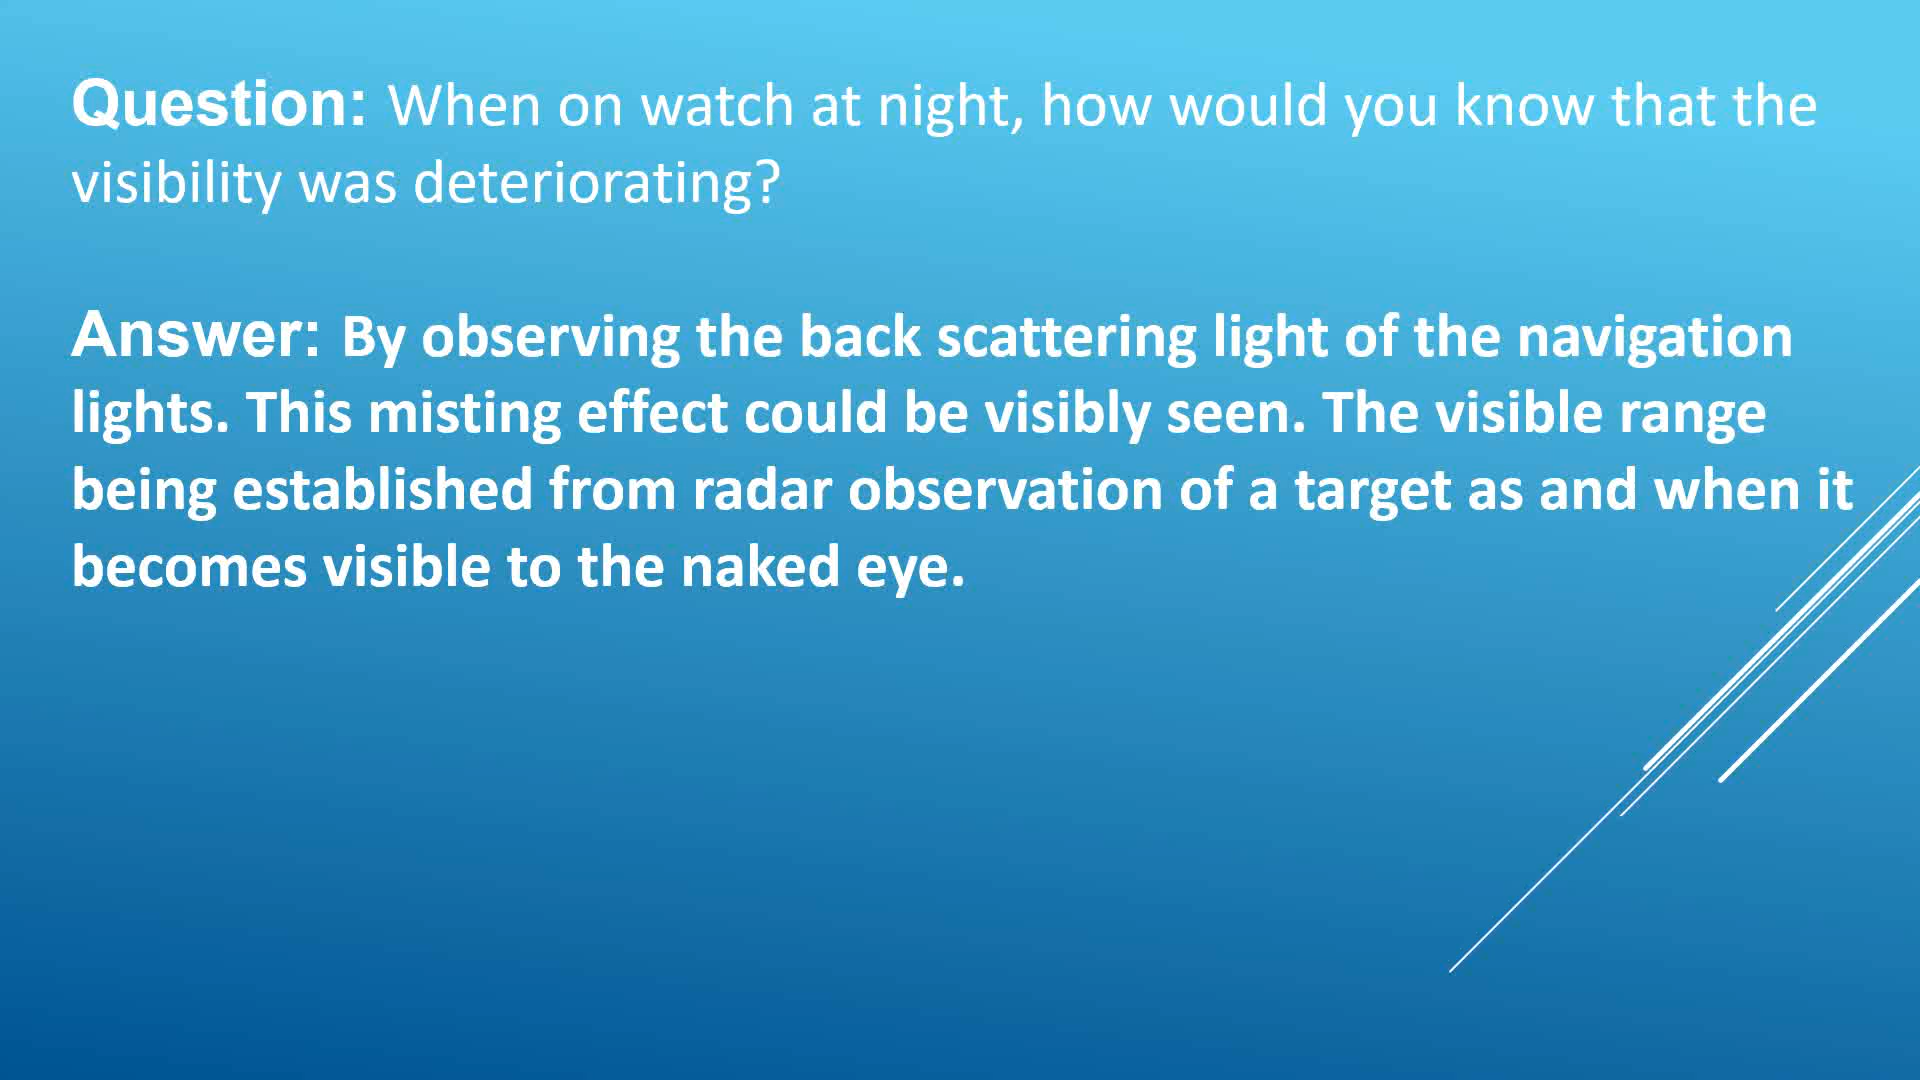 Question: When on watch at night, how would you know that the
visibility was deteriorating?
Answer: By observing the back scattering light of the navigation
lights. This misting effect could be visibly seen. The visible range
being established from radar observation of a target as and when it
becomes visible to the naked eye.